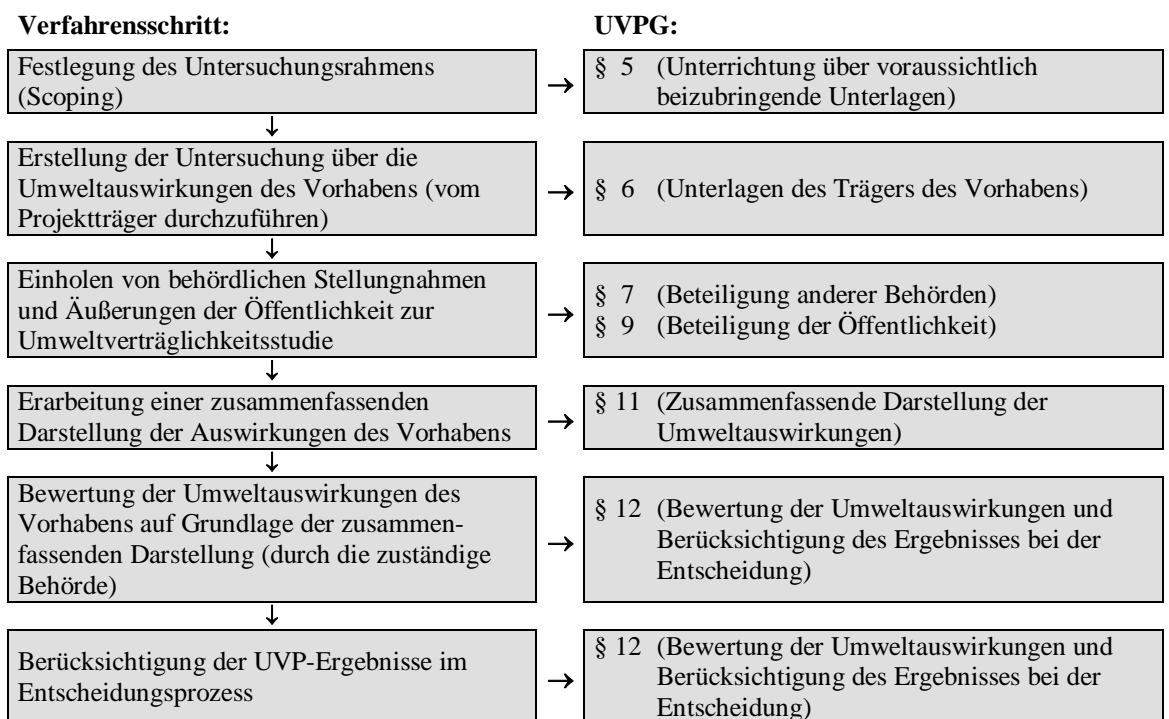 Verfahrensschritt:
UVPG:
Festlegung des Untersuchungsrahmens
(Scoping)
→
§ 5 (Unterrichtung über voraussichtlich
beizubringende Unterlagen)
↓
Erstellung der Untersuchung über die
Umweltauswirkungen des Vorhabens (vom
Projektträger durchzuführen)
→
§ 6 (Unterlagen des Trägers des Vorhabens)
↓
Einholen von behördlichen Stellungnahmen
und Äußerungen der Öffentlichkeit zur
Umweltverträglichkeitsstudie
→
§ 7 (Beteiligung anderer Behörden)
§ 9 (Beteiligung der Öffentlichkeit)
↓
Erarbeitung einer zusammenfassenden
Darstellung der Auswirkungen des Vorhabens
→
§ 11 (Zusammenfassende Darstellung der
Umweltauswirkungen)
↓
Bewertung der Umweltauswirkungen des
Vorhabens auf Grundlage der zusammen-
fassenden Darstellung (durch die zuständige
Behörde)
→
§ 12 (Bewertung der Umweltauswirkungen und
Berücksichtigung des Ergebnisses bei der
Entscheidung)
↓
Berücksichtigung der UVP-Ergebnisse im
Entscheidungsprozess
→
§ 12 (Bewertung der Umweltauswirkungen und
Berücksichtigung des Ergebnisses bei der
Entscheidung)